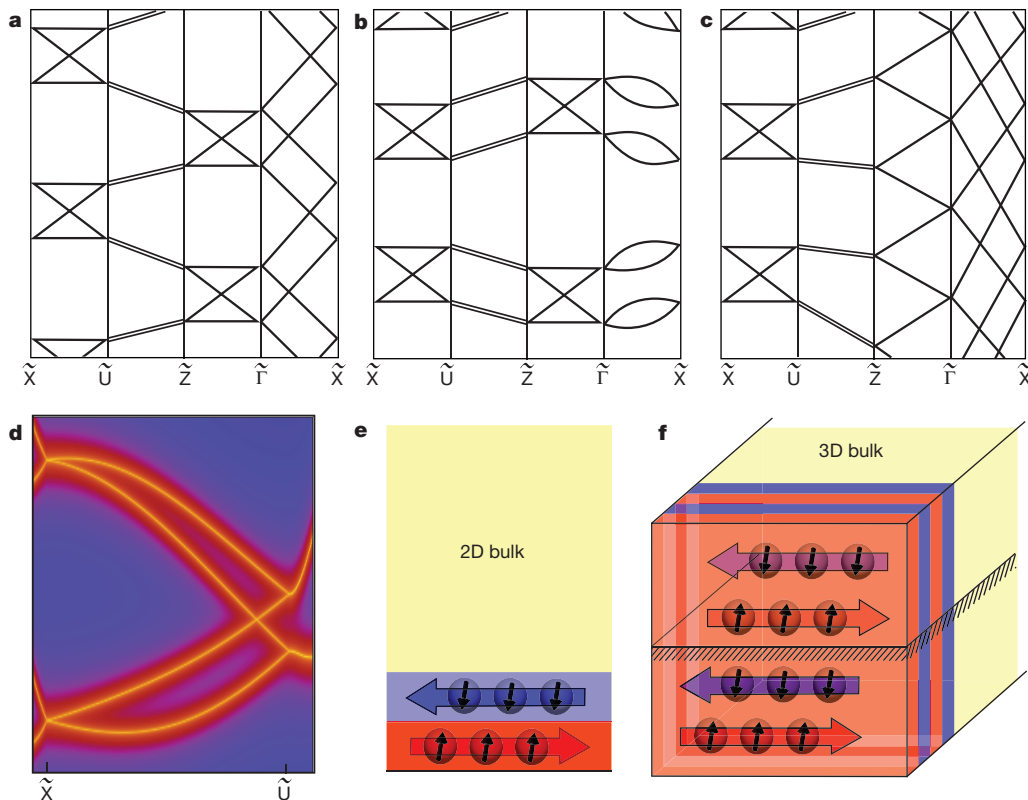 a b c
X̃ Ũ Z̃ Γ̃ X̃ X̃ Ũ Z̃ Γ̃ X̃ X̃ Ũ Z̃ Γ̃ X̃
d e f
3D bulk
2D bulk
X̃ Ũ